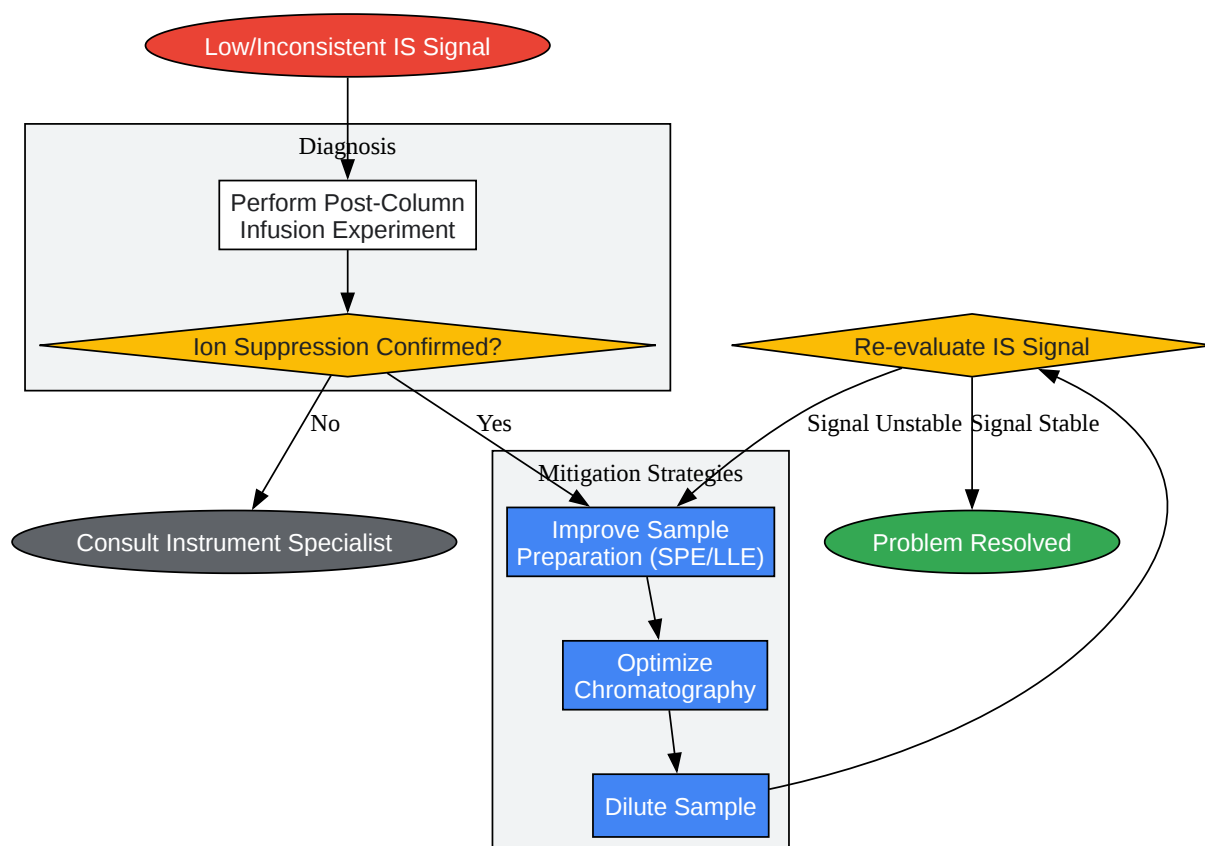 Low/Inconsistent IS Signal
Diagnosis
Perform Post-Column
Infusion Experiment
Ion Suppression Confirmed?
Re-evaluate IS Signal
No
Yes
Signal Unstable
Signal Stable
Mitigation Strategies
Consult Instrument Specialist
Improve Sample
Preparation (SPE/LLE)
Problem Resolved
Optimize
Chromatography
Dilute Sample